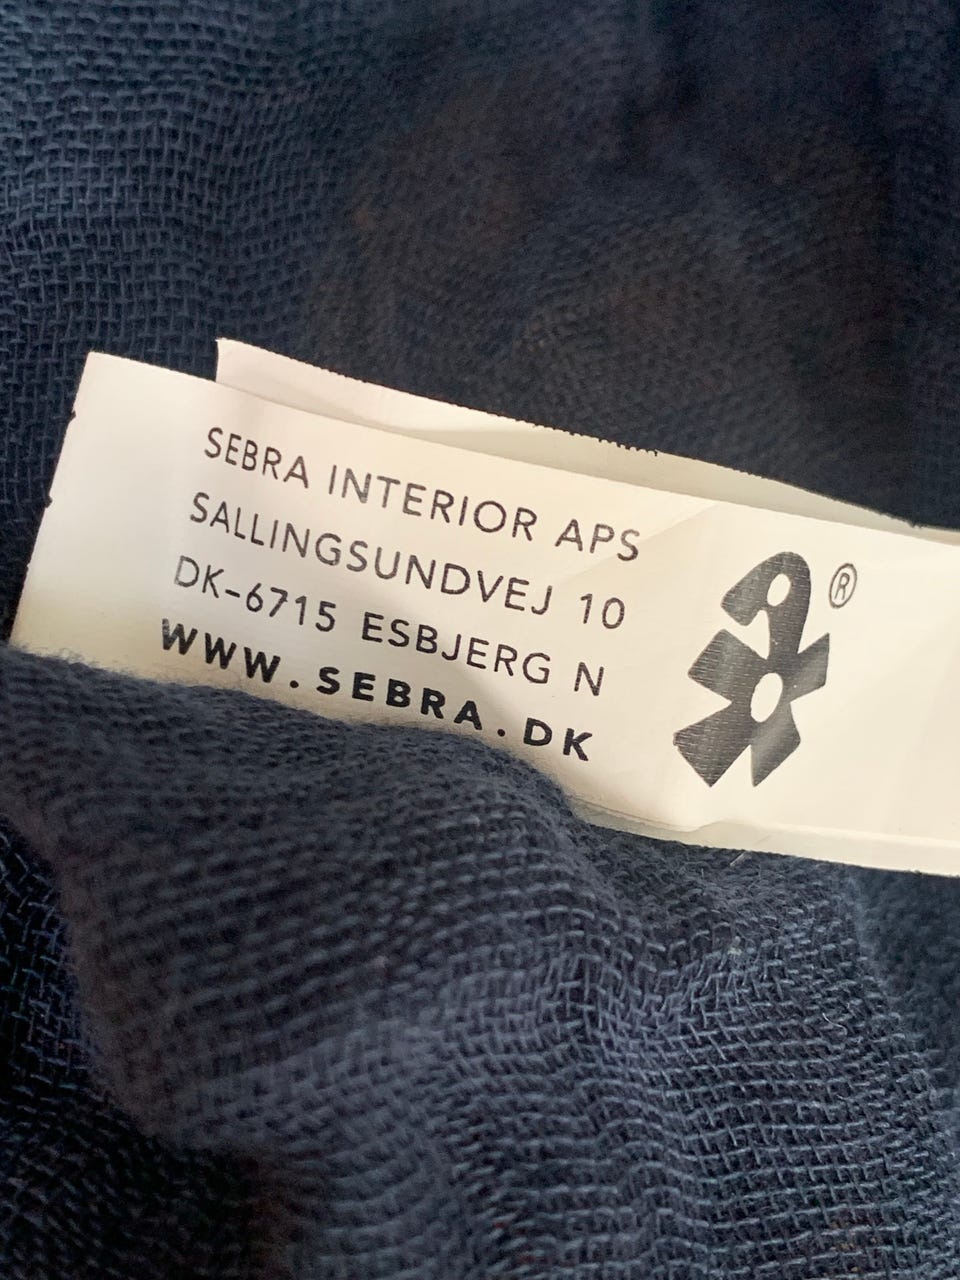 SEBRA INTERIOR APS
SALLINGSUNDVEJ 10
DK-6715 ESBJERG N
WWW.SEBRA.DK
®